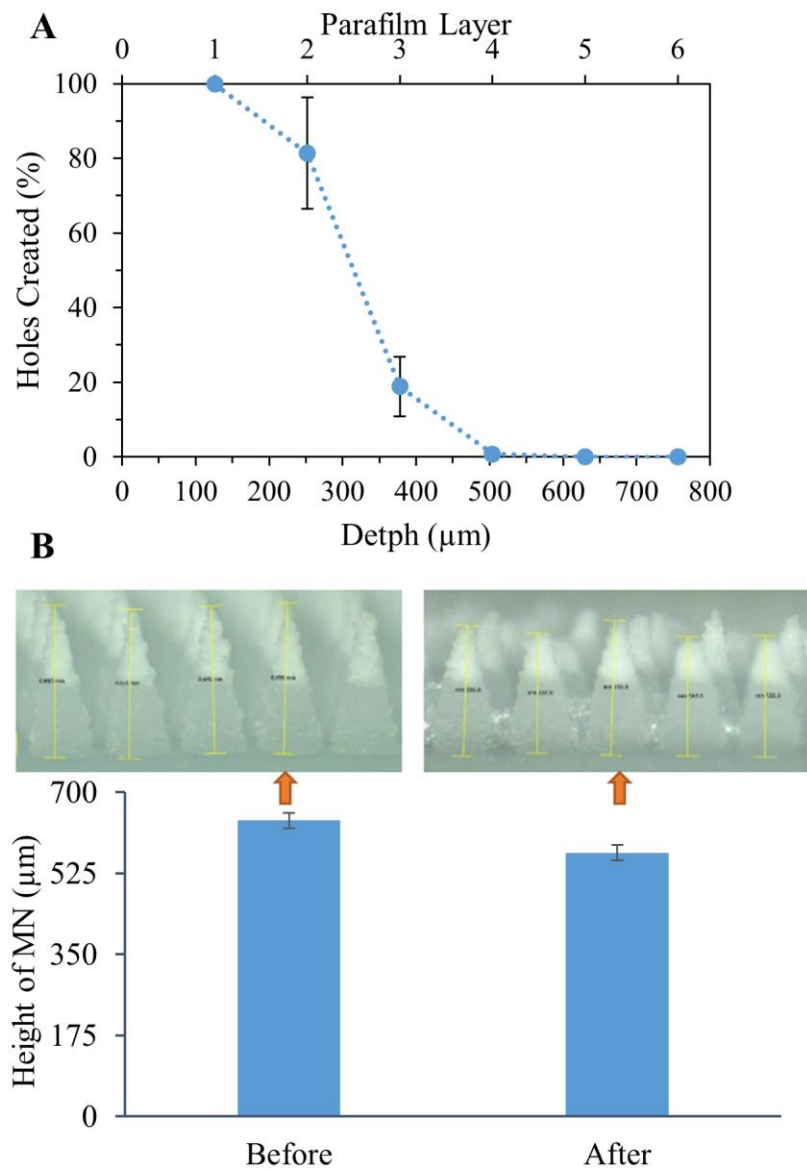 A
Parafilm Layer
0 1 2 3 4 5 6
100
80
60
40
20
0
Holes Created (%)
0 100 200 300 400 500 600 700 800
Detph (µm)
B
700
525
350
175
0
Height of MN (µm)
Before After